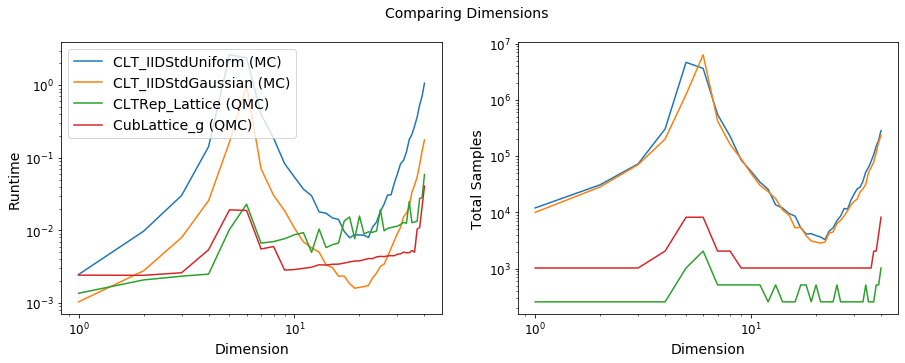 Comparing Dimensions
CLT_IIDStdUniform (MC)
CLT_IIDStdGaussian (MC)
CLTRep_Lattice (QMC)
CubLattice_g (QMC)
Runtime
10⁰
10⁻¹
10⁻²
10⁻³
10⁰
10¹
Dimension
Total Samples
10⁷
10⁶
10⁵
10⁴
10³
10⁰
10¹
Dimension